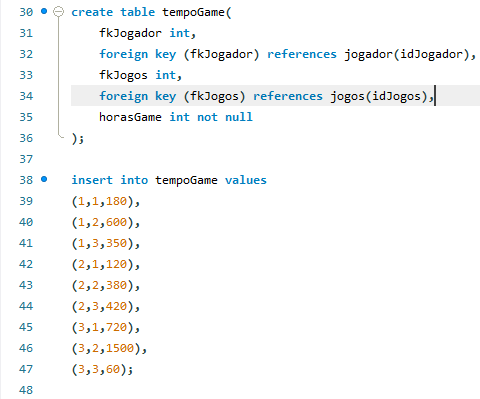 30 create table tempoGame(
31 fkJogador int,
32 foreign key (fkJogador) references jogador(idJogador),
33 fkJogos int,
34 foreign key (fkJogos) references jogos(idJogos),
35 horasGame int not null
36 );
37
38 insert into tempoGame values
39 (1,1,180),
40 (1,2,600),
41 (1,3,350),
42 (2,1,120),
43 (2,2,380),
44 (2,3,420),
45 (3,1,720),
46 (3,2,1500),
47 (3,3,60);
48